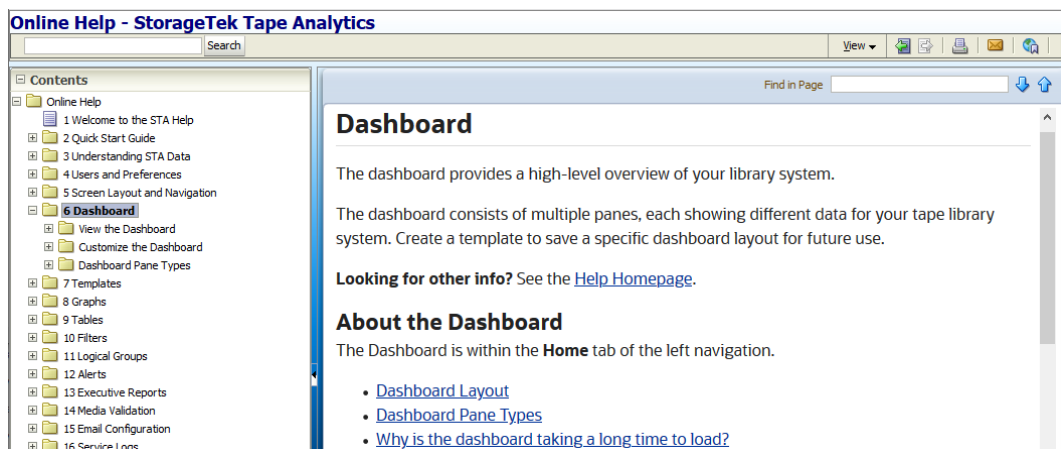 Online Help - StorageTek Tape Analytics
Search
View
Contents
Online Help
1 Welcome to the STA Help
2 Quick Start Guide
3 Understanding STA Data
4 Users and Preferences
5 Screen Layout and Navigation
6 Dashboard
View the Dashboard
Customize the Dashboard
Dashboard Pane Types
7 Templates
8 Graphs
9 Tables
10 Filters
11 Logical Groups
12 Alerts
13 Executive Reports
14 Media Validation
15 Email Configuration
16 Service Logs
Find in Page
Dashboard
The dashboard provides a high-level overview of your library system.
The dashboard consists of multiple panes, each showing different data for your tape library
system. Create a template to save a specific dashboard layout for future use.
Looking for other info? See the Help Homepage.
About the Dashboard
The Dashboard is within the Home tab of the left navigation.
• Dashboard Layout
• Dashboard Pane Types
• Why is the dashboard taking a long time to load?